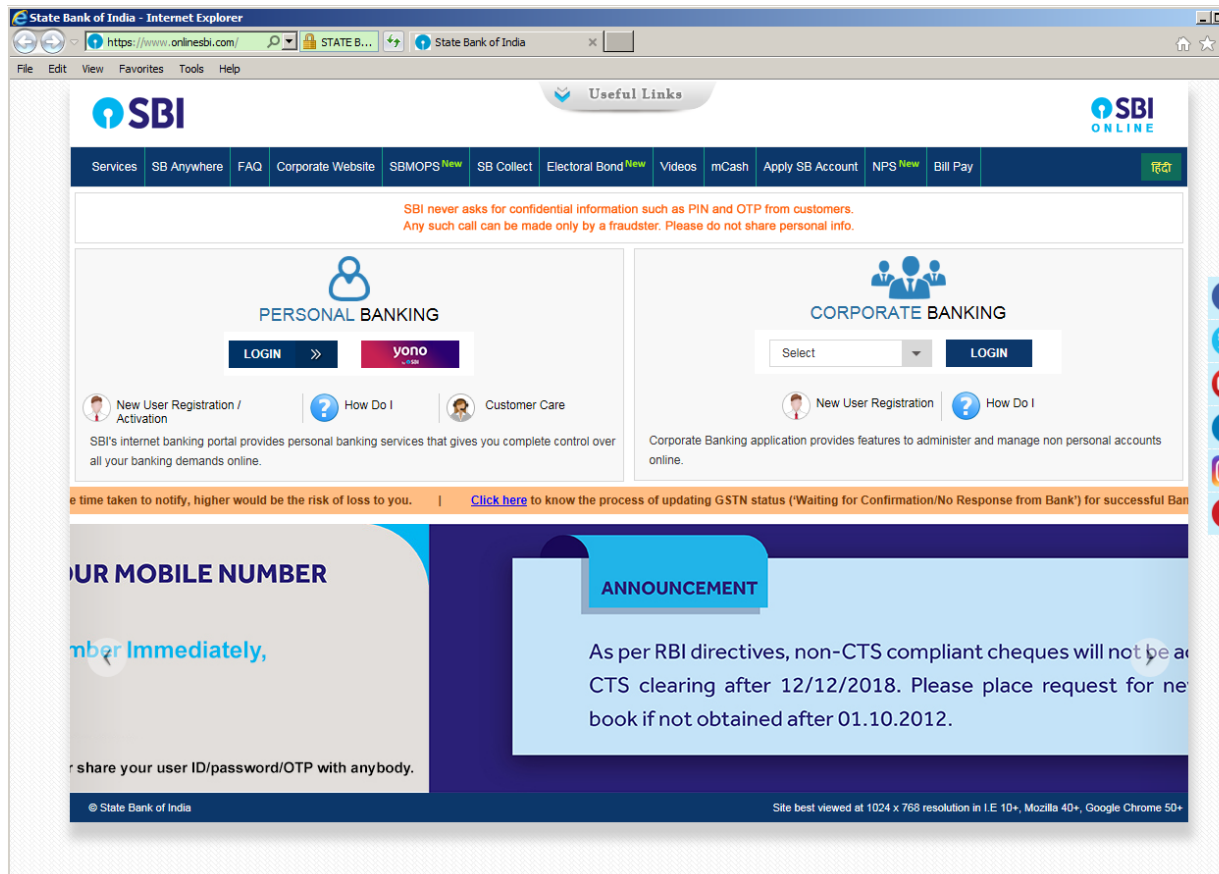 State Bank of India - Internet Explorer
https://www.onlinesbi.com/ STATE B... State Bank of India
File Edit View Favorites Tools Help
Useful Links
SBI
SBI
ONLINE
Services SB Anywhere FAQ Corporate Website SBMOPS New SB Collect Electoral Bond New Videos mCash Apply SB Account NPS New Bill Pay हिंदी
SBI never asks for confidential information such as PIN and OTP from customers.
Any such call can be made only by a fraudster. Please do not share personal info.
PERSONAL BANKING
LOGIN » yono
by SBI
New User Registration /
Activation
How Do I
Customer Care
SBI's internet banking portal provides personal banking services that gives you complete control over
all your banking demands online.
CORPORATE BANKING
Select LOGIN
New User Registration
How Do I
Corporate Banking application provides features to administer and manage non personal accounts
online.
e time taken to notify, higher would be the risk of loss to you. | Click here to know the process of updating GSTN status ('Waiting for Confirmation/No Response from Bank') for successful Ban
OUR MOBILE NUMBER
mber Immediately,
r share your user ID/password/OTP with anybody.
ANNOUNCEMENT
As per RBI directives, non-CTS compliant cheques will not be ac
CTS clearing after 12/12/2018. Please place request for ne
book if not obtained after 01.10.2012.
© State Bank of India
Site best viewed at 1024 x 768 resolution in I.E 10+, Mozilla 40+, Google Chrome 50+